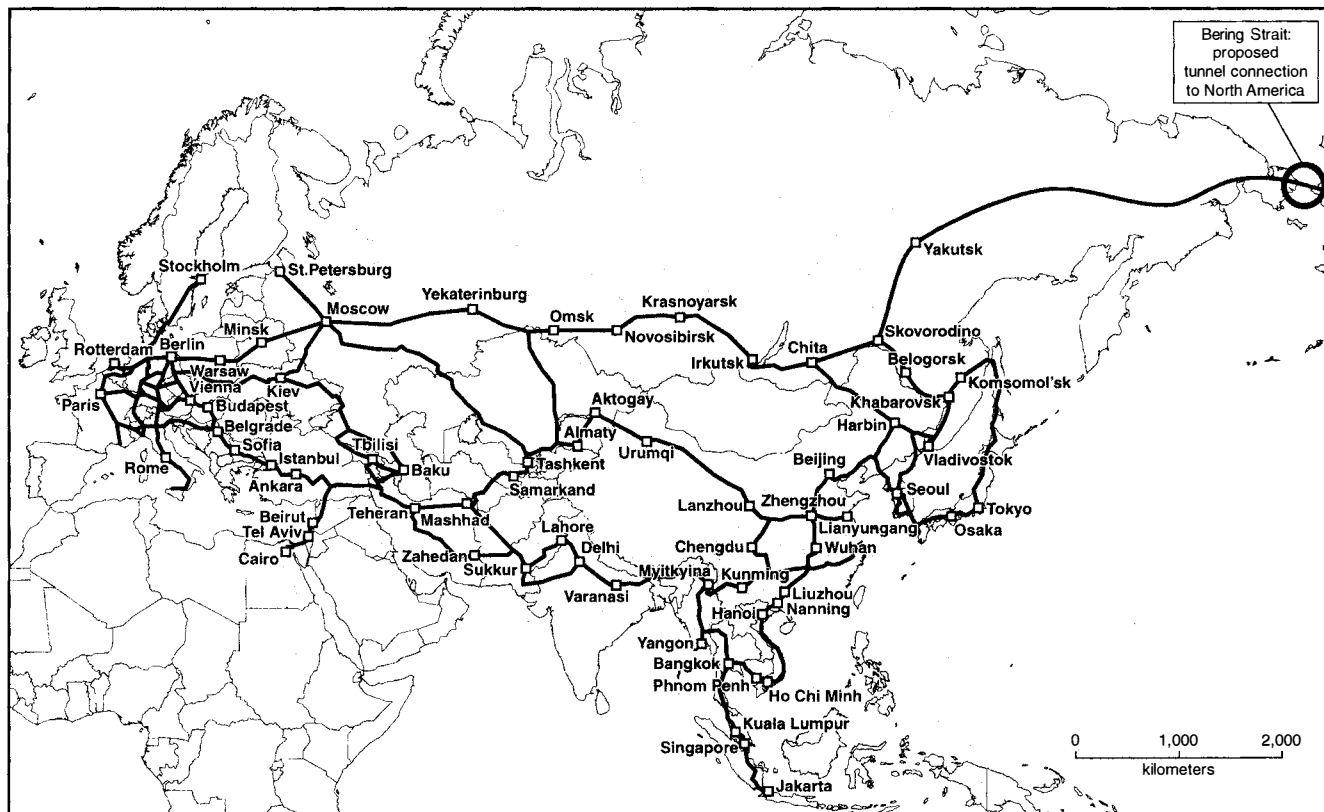 Bering Strait:
proposed
tunnel connection
to North America
Yakutsk
Stockholm
St.Petersburg
Moscow
Yekaterinburg
Krasnoyarsk
Omsk
Novosibirsk
Skovorodino
Minsk
Berlin
Rotterdam
Irkutsk
Chita
Belogorsk
Komsomol'sk
Warsaw
Vienna
Kiev
Paris
Budapest
Khabarovsk
Aktogay
Belgrade
Harbin
Sofia
Tbilisi
Almaty
Urumqi
Vladivostok
Rome
Istanbul
Baku
Tashkent
Beijing
Ankara
Samarkand
Seoul
Teheran
Mashhad
Lanzhou
Zhengzhou
Tokyo
Beirut
Lianyungang
Osaka
Tel Aviv
Lahore
Cairo
Zahedan
Delhi
Chengdu
Wuhan
Sukkur
Myitkyina
Kunming
Varanasi
Liuzhou
Nanning
Hanoi
Yangon
Bangkok
Phnom Penh
Ho Chi Minh
Kuala Lumpur
Singapore
Jakarta
0 1,000 2,000
kilometers